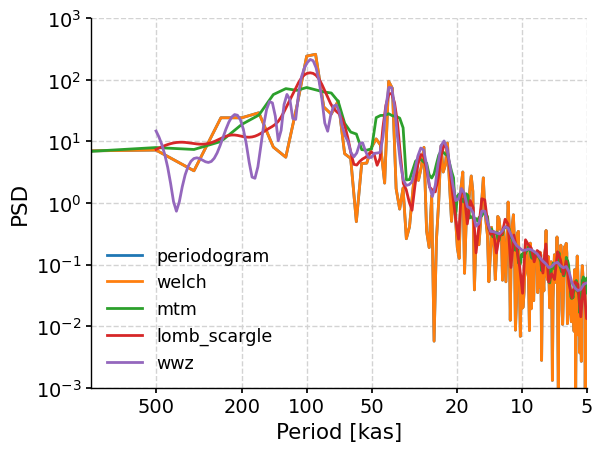 10³
10²
10¹
10⁰
10⁻¹
10⁻²
10⁻³
PSD
periodogram
welch
mtm
lomb_scargle
wwz
500 200 100 50 20 10 5
Period [kas]